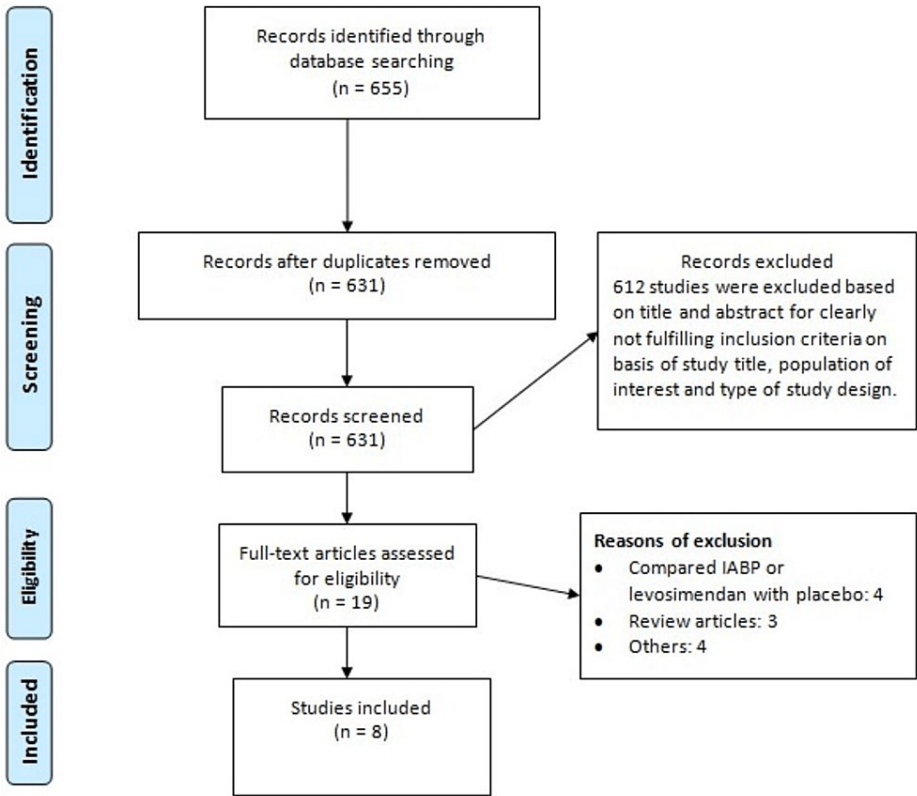 Identification
Records identified through
database searching
(n = 655)
Screening
Records after duplicates removed
(n = 631)
Records excluded
612 studies were excluded based
on title and abstract for clearly
not fulfilling inclusion criteria on
basis of study title, population of
interest and type of study design.
Records screened
(n = 631)
Eligibility
Full-text articles assessed
for eligibility
(n = 19)
Reasons of exclusion
• Compared IABP or
levosimendan with placebo: 4
• Review articles: 3
• Others: 4
Included
Studies included
(n = 8)